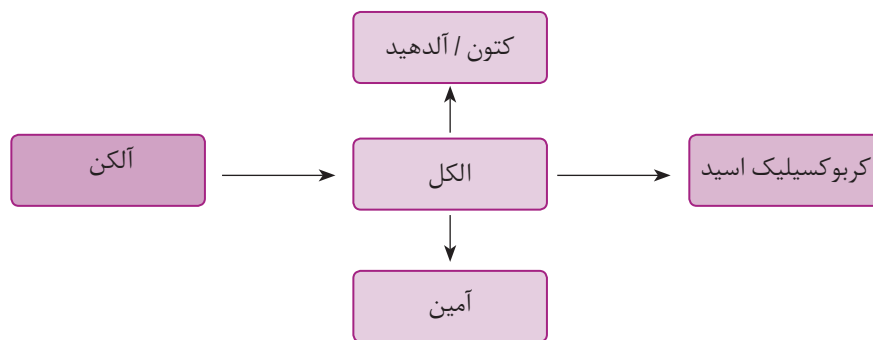 کتون / آلدهید
آلکن
الکل
کربوکسیلیک اسید
آمین